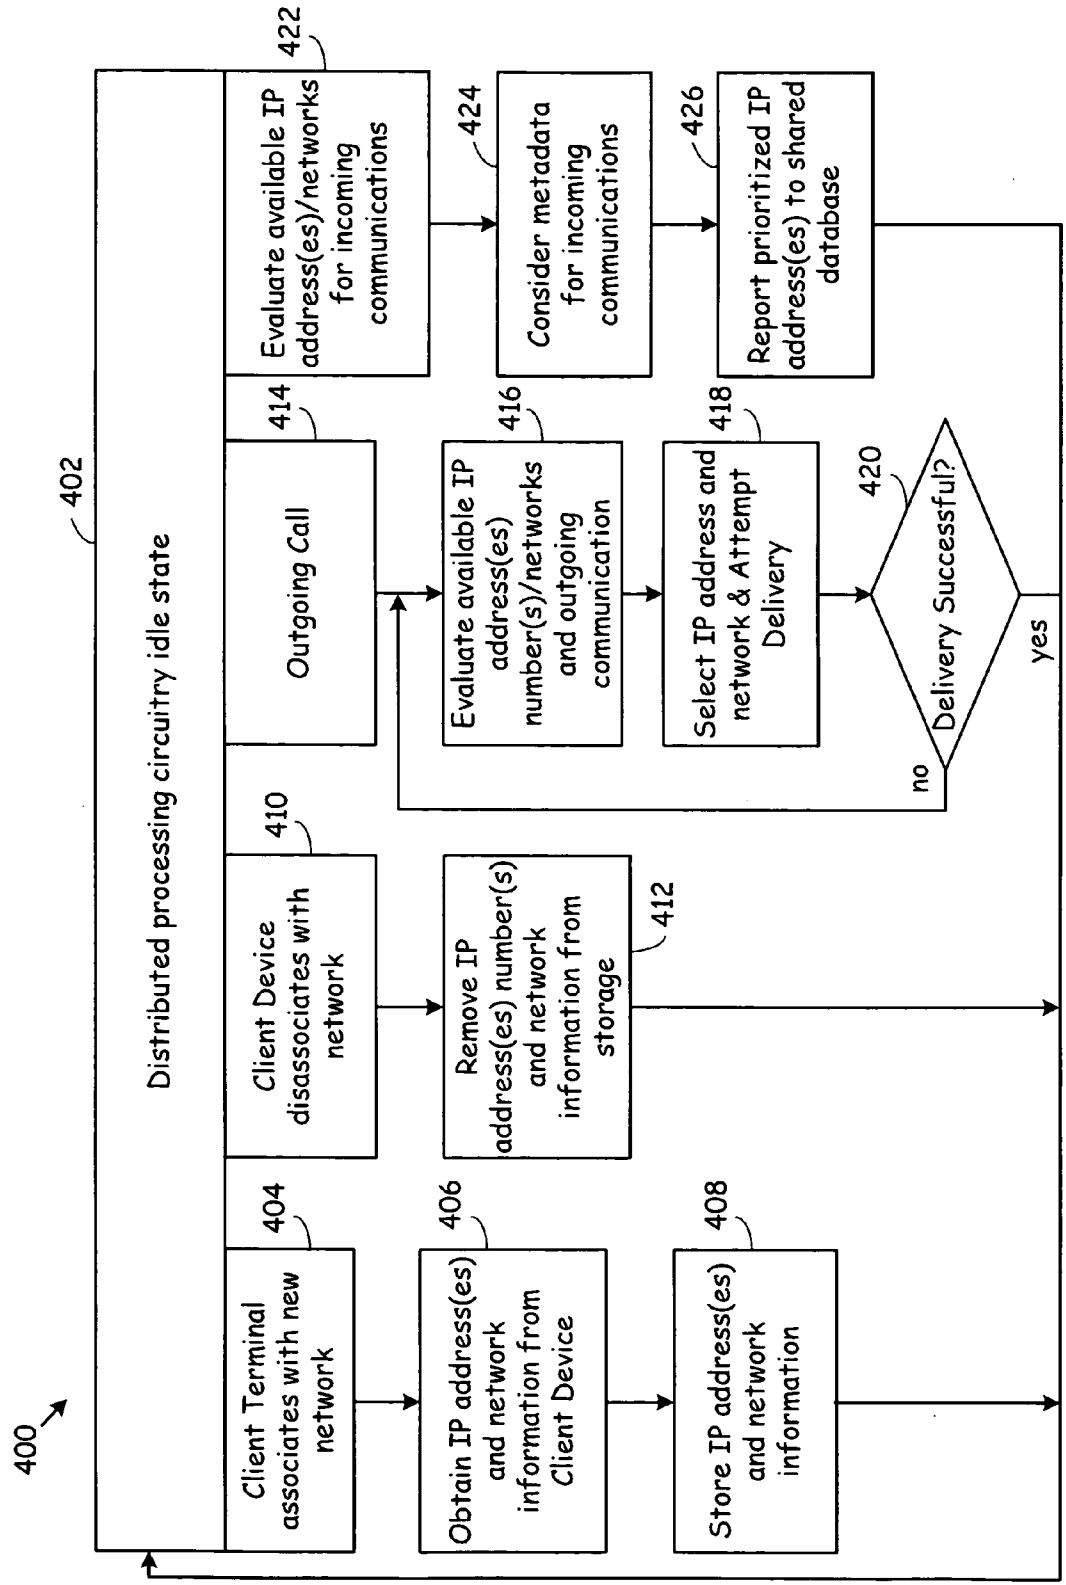 400
402
Distributed processing circuitry idle state
404
Client Terminal
associates with new
network
406
Obtain IP address(es)
and network
information from
Client Device
408
Store IP address(es)
and network
information
410
Client Device
disassociates with
network
Remove IP
address(es) number(s)
and network
information from
storage
412
414
Outgoing Call
416
Evaluate available IP
address(es)
number(s)/networks
and outgoing
communication
418
Select IP address and
network & Attempt
Delivery
420
Delivery Successful?
no
yes
422
Evaluate available IP
address(es)/networks
for incoming
communications
424
Consider metadata
for incoming
communications
426
Report prioritized IP
address(es) to shared
database